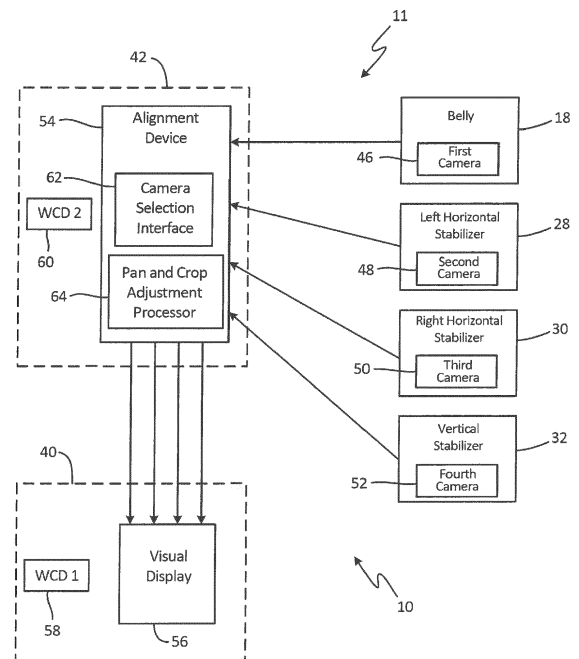 11
42
54
Alignment
Device
Belly
18
46
First
Camera
62
Camera
Selection
Interface
WCD 2
60
Left Horizontal
Stabilizer
28
48
Second
Camera
64
Pan and Crop
Adjustment
Processor
Right Horizontal
Stabilizer
30
50
Third
Camera
Vertical
Stabilizer
32
52
Fourth
Camera
40
Visual
Display
WCD 1
58
56
10